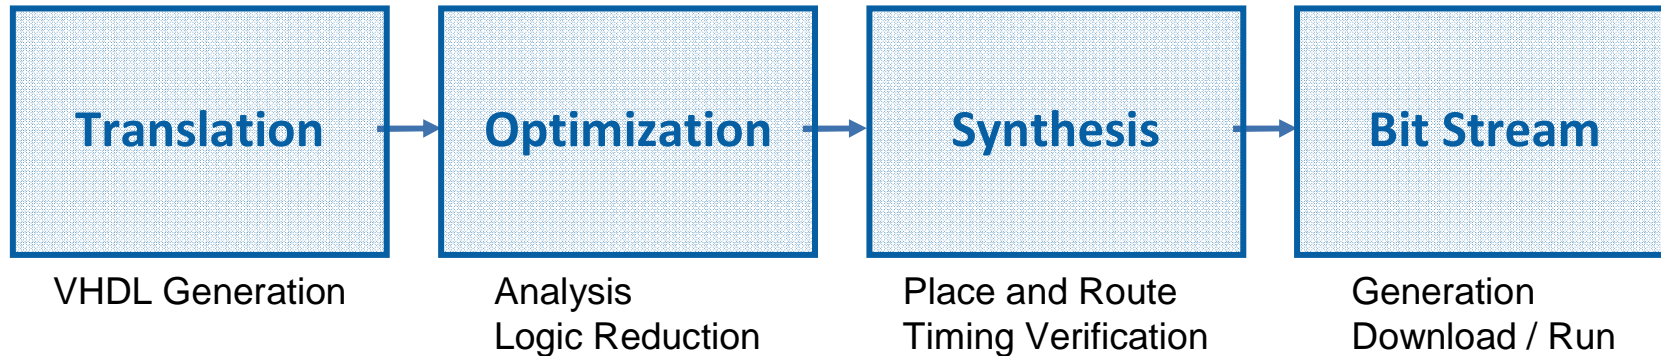 Translation
Optimization
Synthesis
Bit Stream
VHDL Generation
Analysis
Logic Reduction
Place and Route
Timing Verification
Generation
Download / Run